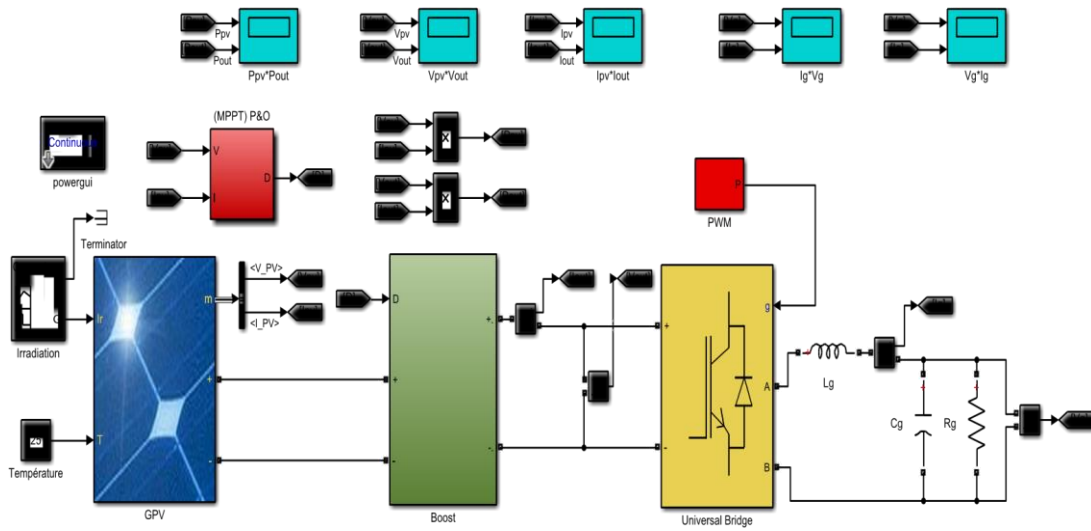 Ppv
Pout
Ppv*Pout
Vpv
Vout
Vpv*Vout
Ipv
Iout
Ipv*Iout
Ig*Vg
Vg*Ig
powergui
(MPPT) P&O
V
I
D
X
X
P
PWM
Terminator
Irradiation
Ir
m
<V_PV>
<I_PV>
+
-
T
25
Température
GPV
D
+
-
+.
-.
Boost
g
+
-
A
B
Universal Bridge
Lg
Cg
Rg